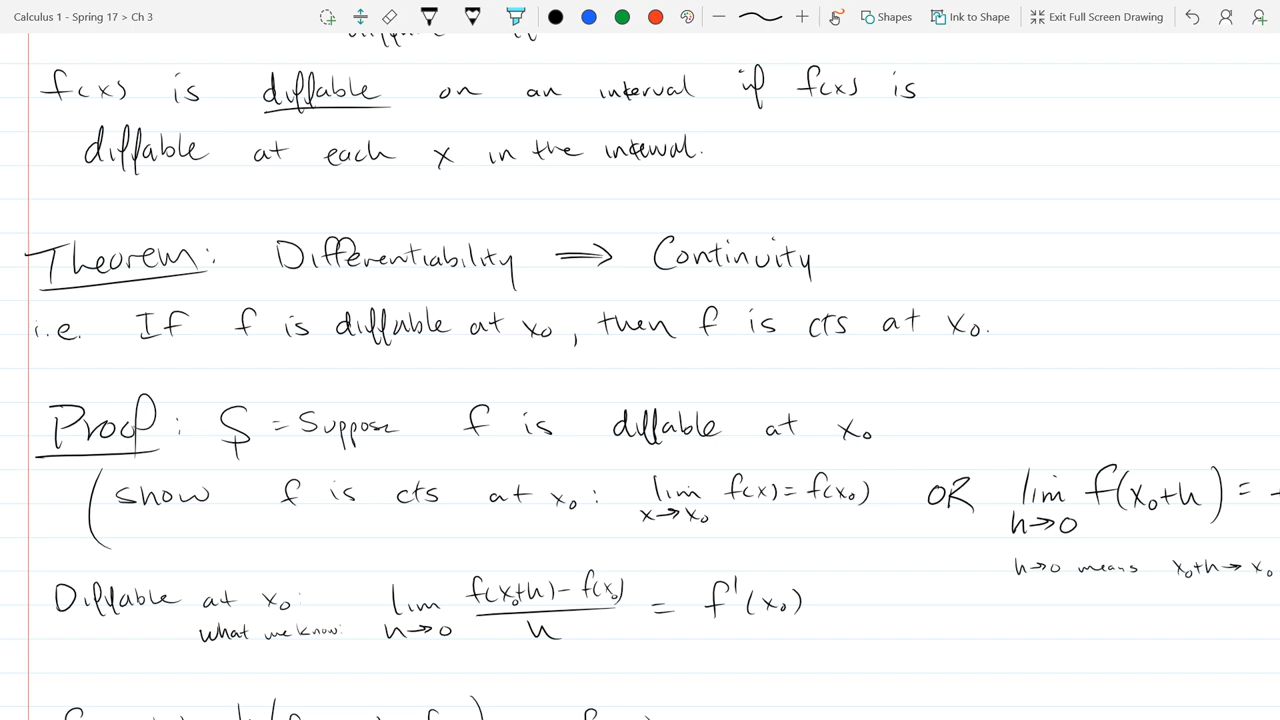 Calculus 1 - Spring 17 > Ch 3
Shapes
Ink to Shape
Exit Full Screen Drawing
f(x) is diffable on an interval if f(x) is
diffable at each x in the interval.
Theorem: Differentiability ⟹ Continuity
i.e. If f is diffable at x₀, then f is cts at x₀.
Proof: S = Suppose f is diffable at x₀
(show f is cts at x₀: lim x→x₀ f(x) = f(x₀) OR lim h→0 f(x₀+h) =
h→0 means x₀+h→x₀
Diffable at x₀: lim h→0 (f(x₀+h) - f(x₀))/h = f'(x₀)
what we know: